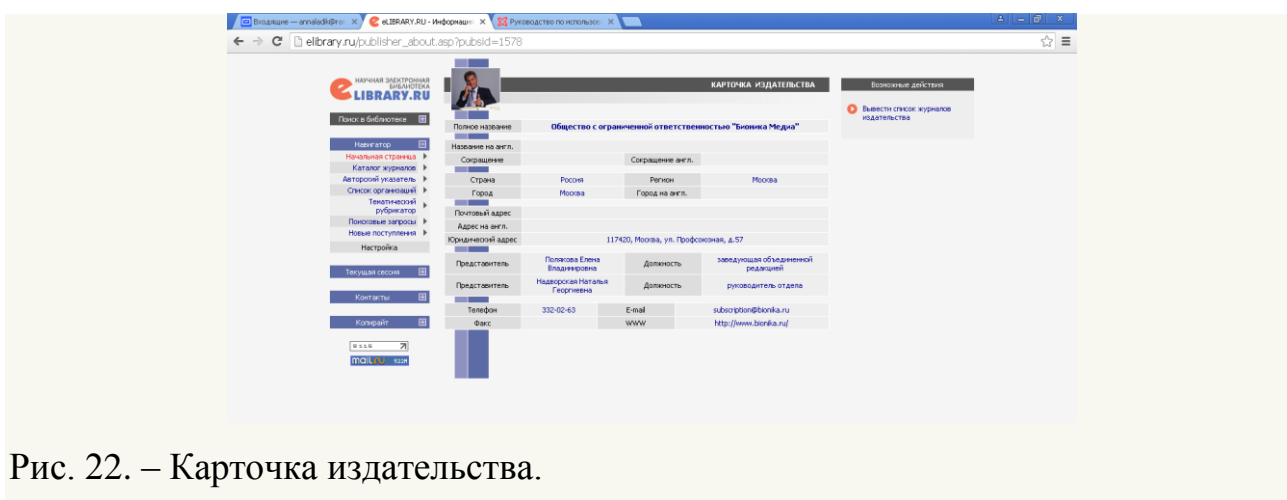 Входящие — annaladik@ra
eLIBRARY.RU - Информаци
Руководство по использов
elibrary.ru/publisher_about.asp?pubsid=1578
НАУЧНАЯ ЭЛЕКТРОННАЯ
БИБЛИОТЕКА
LIBRARY.RU
КАРТОЧКА ИЗДАТЕЛЬСТВА
Возможные действия
Вывести список журналов
издательства
Поиск в библиотеке
Навигатор
Начальная страница
Каталог журналов
Авторский указатель
Список организаций
Тематический
рубрикатор
Поисковые запросы
Новые поступления
Настройка
Текущая сессия
Контакты
Копирайт
Полное название Общество с ограниченной ответственностью "Бионика Медиа"
Название на англ.
Сокращение Сокращение англ.
Страна Россия Регион Москва
Город Москва Город на англ.
Почтовый адрес
Адрес на англ.
Юридический адрес 117420, Москва, ул. Профсоюзная, д.57
Представитель Полякова Елена Владимировна Должность заведующая объединенной редакцией
Представитель Надворская Наталья Георгиевна Должность руководитель отдела
Телефон 332-02-63 E-mail subscription@bionika.ru
Факс WWW http://www.bionika.ru/
mail.ru
Рис. 22. – Карточка издательства.